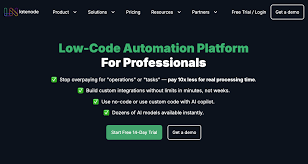 latenode Product Solutions Pricing Resources Partners Free Trial / Login Get a demo
Low-Code Automation Platform
For Professionals
✅ Stop overpaying for "operations" or "tasks" — pay 10x less for real processing time.
✅ Build custom integrations without limits in minutes, not weeks.
✅ Use no-code or use custom code with AI copilot.
✅ Dozens of AI models available instantly.
Start Free 14-Day Trial Get a demo